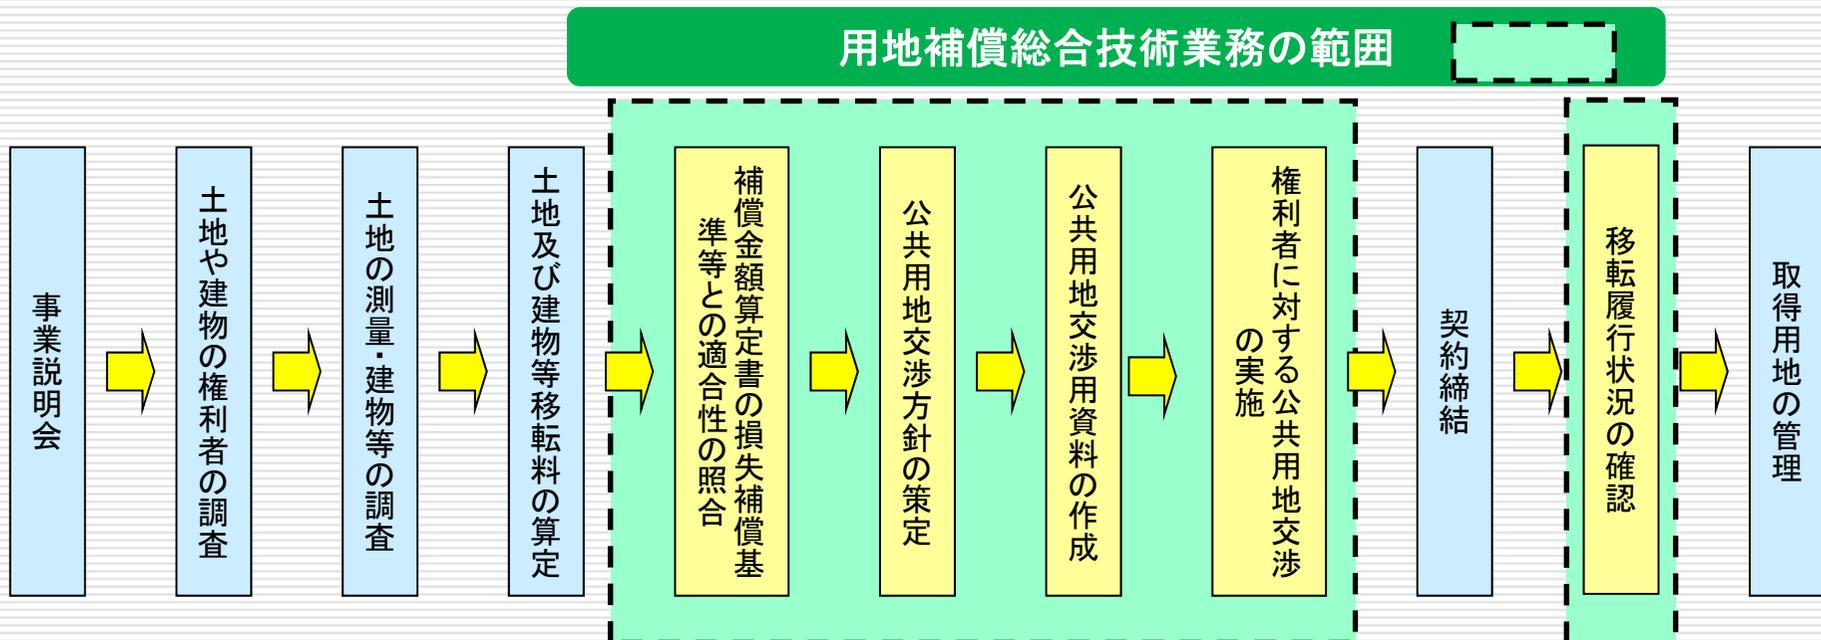 用地補償総合技術業務の範囲
事業説明会
土地や建物の権利者の調査
土地の測量・建物等の調査
土地及び建物等移転料の算定
補償金額算定書の損失補償基
準等との適合性の照合
公共用地交渉方針の策定
公共用地交渉用資料の作成
権利者に対する公共用地交渉
の実施
契約締結
移転履行状況の確認
取得用地の管理